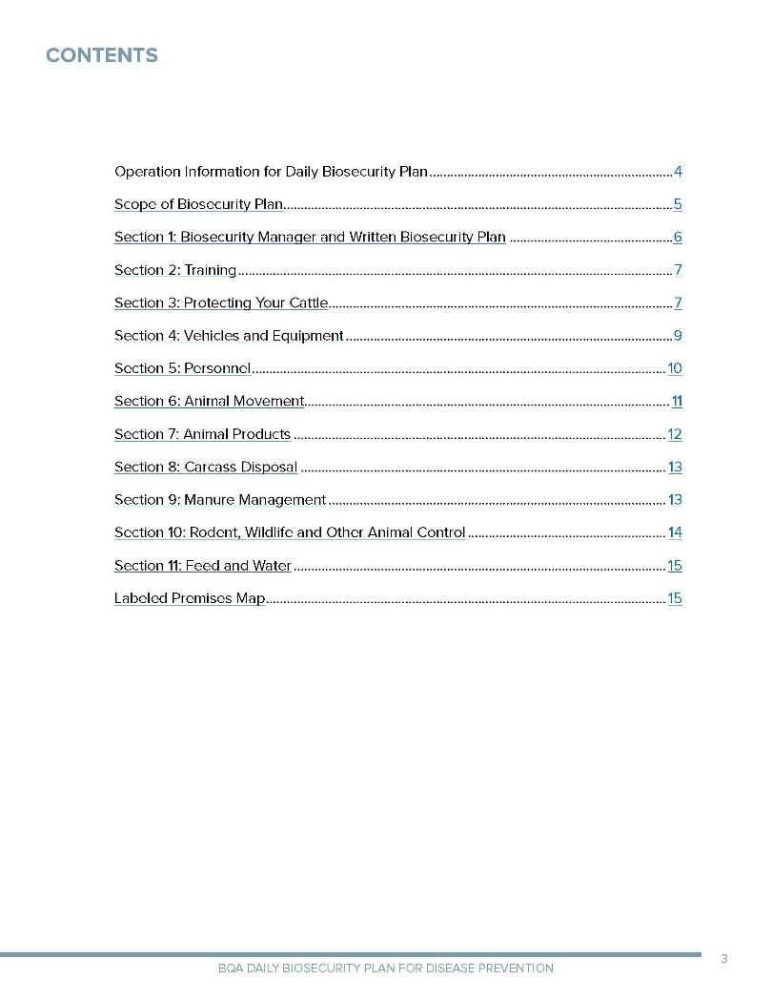 CONTENTS
Operation Information for Daily Biosecurity Plan....................................................................4
Scope of Biosecurity Plan..............................................................................................................5
Section 1: Biosecurity Manager and Written Biosecurity Plan ..............................................6
Section 2: Training...........................................................................................................................7
Section 3: Protecting Your Cattle.................................................................................................7
Section 4: Vehicles and Equipment.............................................................................................9
Section 5: Personnel.....................................................................................................................10
Section 6: Animal Movement.......................................................................................................11
Section 7: Animal Products .........................................................................................................12
Section 8: Carcass Disposal .......................................................................................................13
Section 9: Manure Management...............................................................................................13
Section 10: Rodent, Wildlife and Other Animal Control........................................................14
Section 11: Feed and Water .........................................................................................................15
Labeled Premises Map.................................................................................................................15
BQA DAILY BIOSECURITY PLAN FOR DISEASE PREVENTION
3